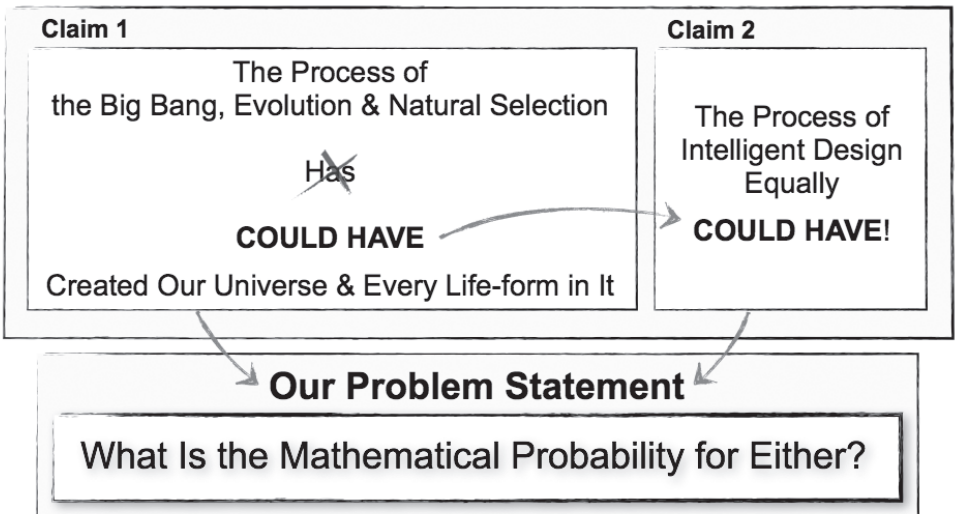 Claim 1
The Process of
the Big Bang, Evolution & Natural Selection
Has
COULD HAVE
Created Our Universe & Every Life-form in It
Claim 2
The Process of
Intelligent Design
Equally
COULD HAVE!
Our Problem Statement
What Is the Mathematical Probability for Either?